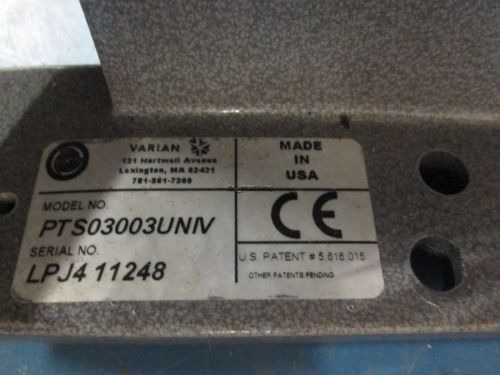 VARIAN
121 Hartwell Avenue
Lexington, MA 02421
781-861-7200
MADE
IN
USA
MODEL NO.
PTS03003UNIV
SERIAL NO.
LPJ4 11248
CE
U.S. PATENT # 5,616,015
OTHER PATENTS PENDING